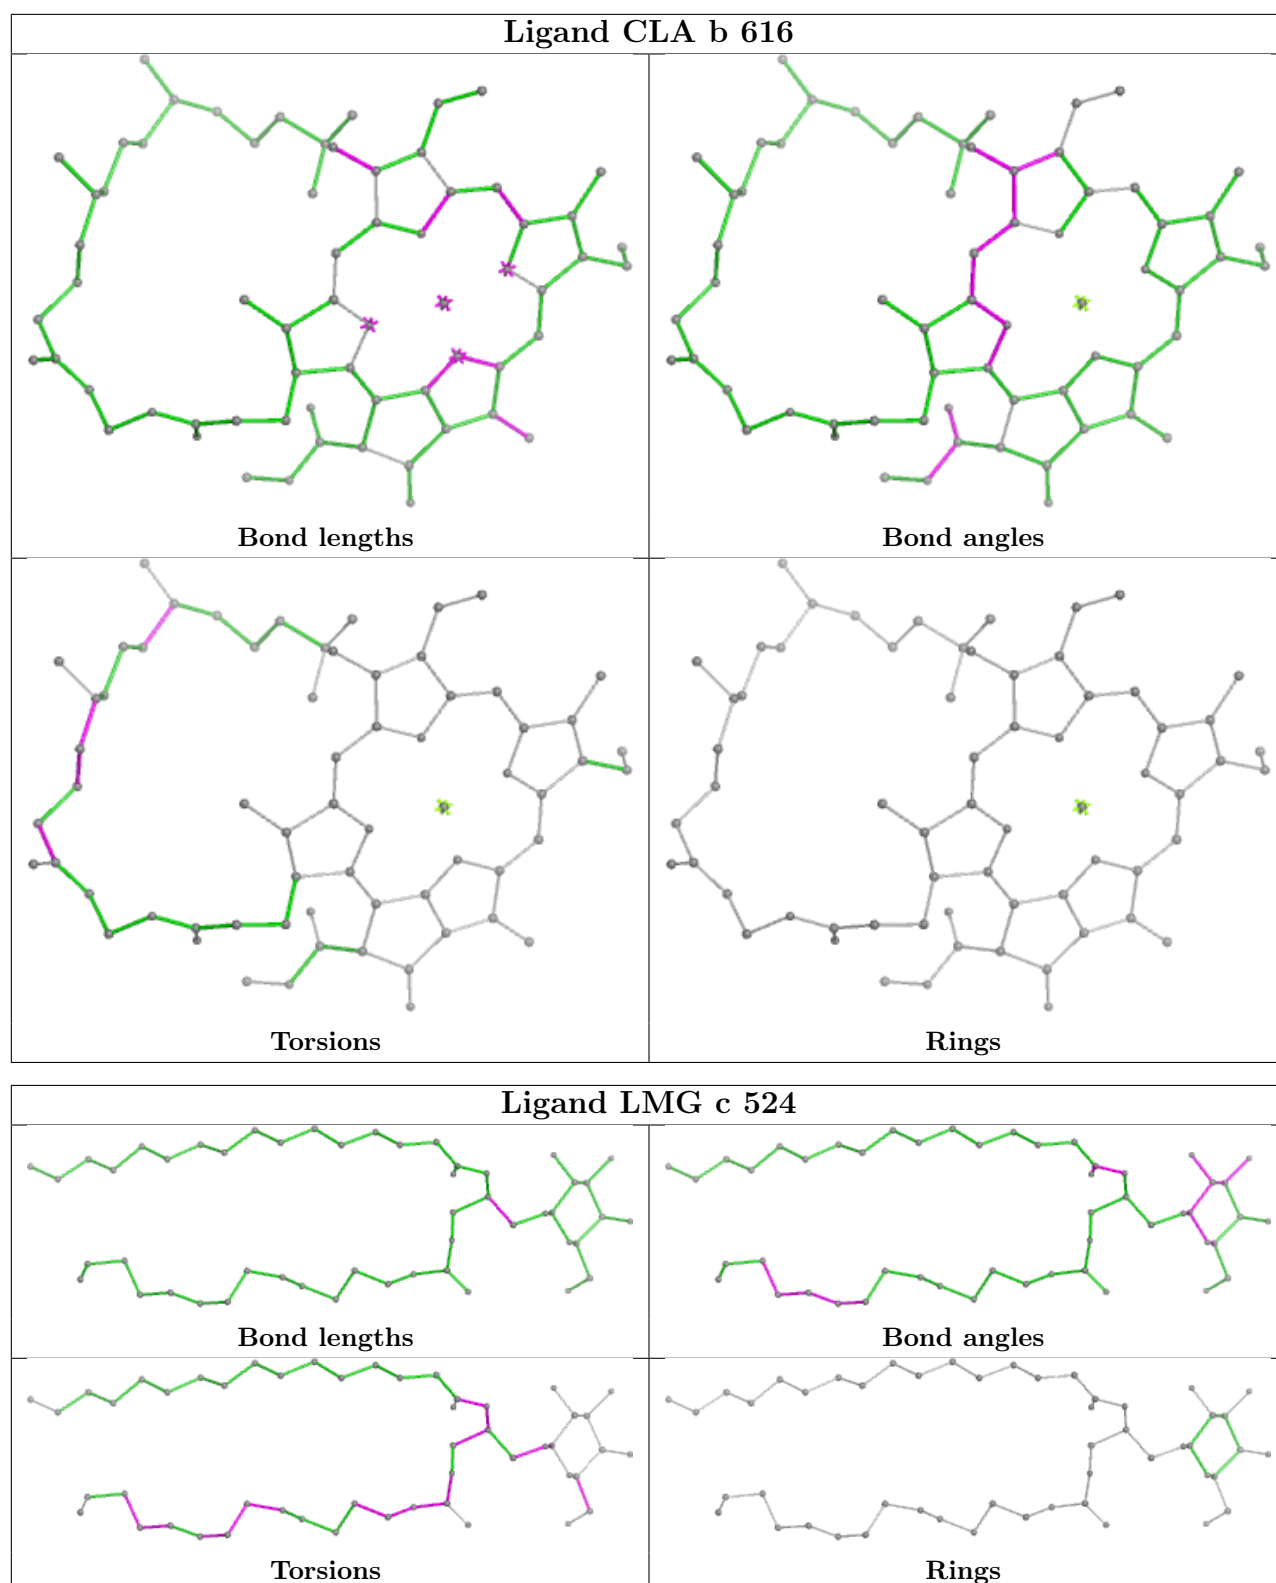 Ligand CLA b 616
Bond lengths
Bond angles
Torsions
Rings
Ligand LMG c 524
Bond lengths
Bond angles
Torsions
Rings